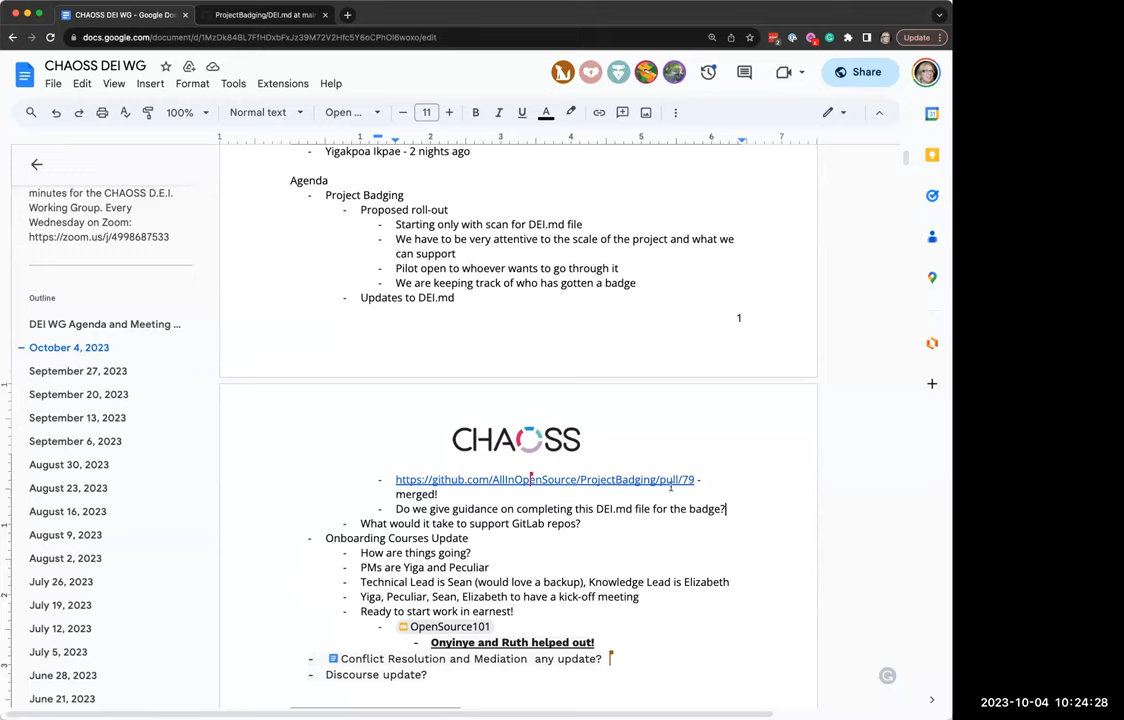 CHAOSS DEI WG - Google Doc
ProjectBadging/DEI.md at main
docs.google.com/document/d/1MzDk84BL7FfHDxbFxJz39M72V2Hfc5Y6oCPhOl6woxo/edit
Update
CHAOSS DEI WG
File Edit View Insert Format Tools Extensions Help
Share
100% Normal text Open ... 11
1 1 2 3 4 5 6 7
minutes for the CHAOSS D.E.I.
Working Group. Every
Wednesday on Zoom:
https://zoom.us/j/4998687533
Outline
DEI WG Agenda and Meeting ...
October 4, 2023
September 27, 2023
September 20, 2023
September 13, 2023
September 6, 2023
August 30, 2023
August 23, 2023
August 16, 2023
August 9, 2023
August 2, 2023
July 26, 2023
July 19, 2023
July 12, 2023
July 5, 2023
June 28, 2023
June 21, 2023
- Yigakpoa Ikpae - 2 nights ago
Agenda
- Project Badging
- Proposed roll-out
- Starting only with scan for DEI.md file
- We have to be very attentive to the scale of the project and what we
can support
- Pilot open to whoever wants to go through it
- We are keeping track of who has gotten a badge
- Updates to DEI.md
1
CHAOSS
- https://github.com/AllInOpenSource/ProjectBadging/pull/79 -
merged!
- Do we give guidance on completing this DEI.md file for the badge?
- What would it take to support GitLab repos?
- Onboarding Courses Update
- How are things going?
- PMs are Yiga and Peculiar
- Technical Lead is Sean (would love a backup), Knowledge Lead is Elizabeth
- Yiga, Peculiar, Sean, Elizabeth to have a kick-off meeting
- Ready to start work in earnest!
- OpenSource101
- Onyinye and Ruth helped out!
- Conflict Resolution and Mediation any update?
- Discourse update?
2023-10-04 10:24:28